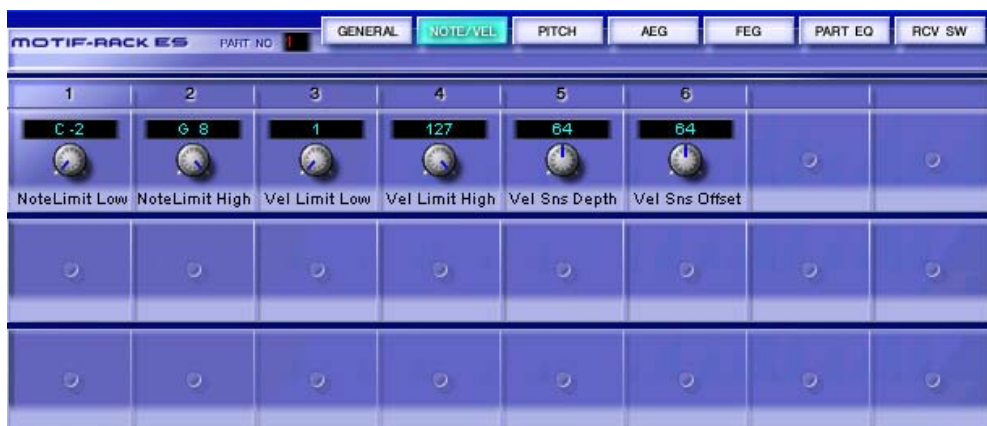 GENERAL NOTE/VEL PITCH AEG FEG PART EQ RCV SW
MOTIF-RACK ES PART NO 1
1 2 3 4 5 6
C -2 G 8 1 127 64 64
NoteLimit Low NoteLimit High Vel Limit Low Vel Limit High Vel Sns Depth Vel Sns Offset